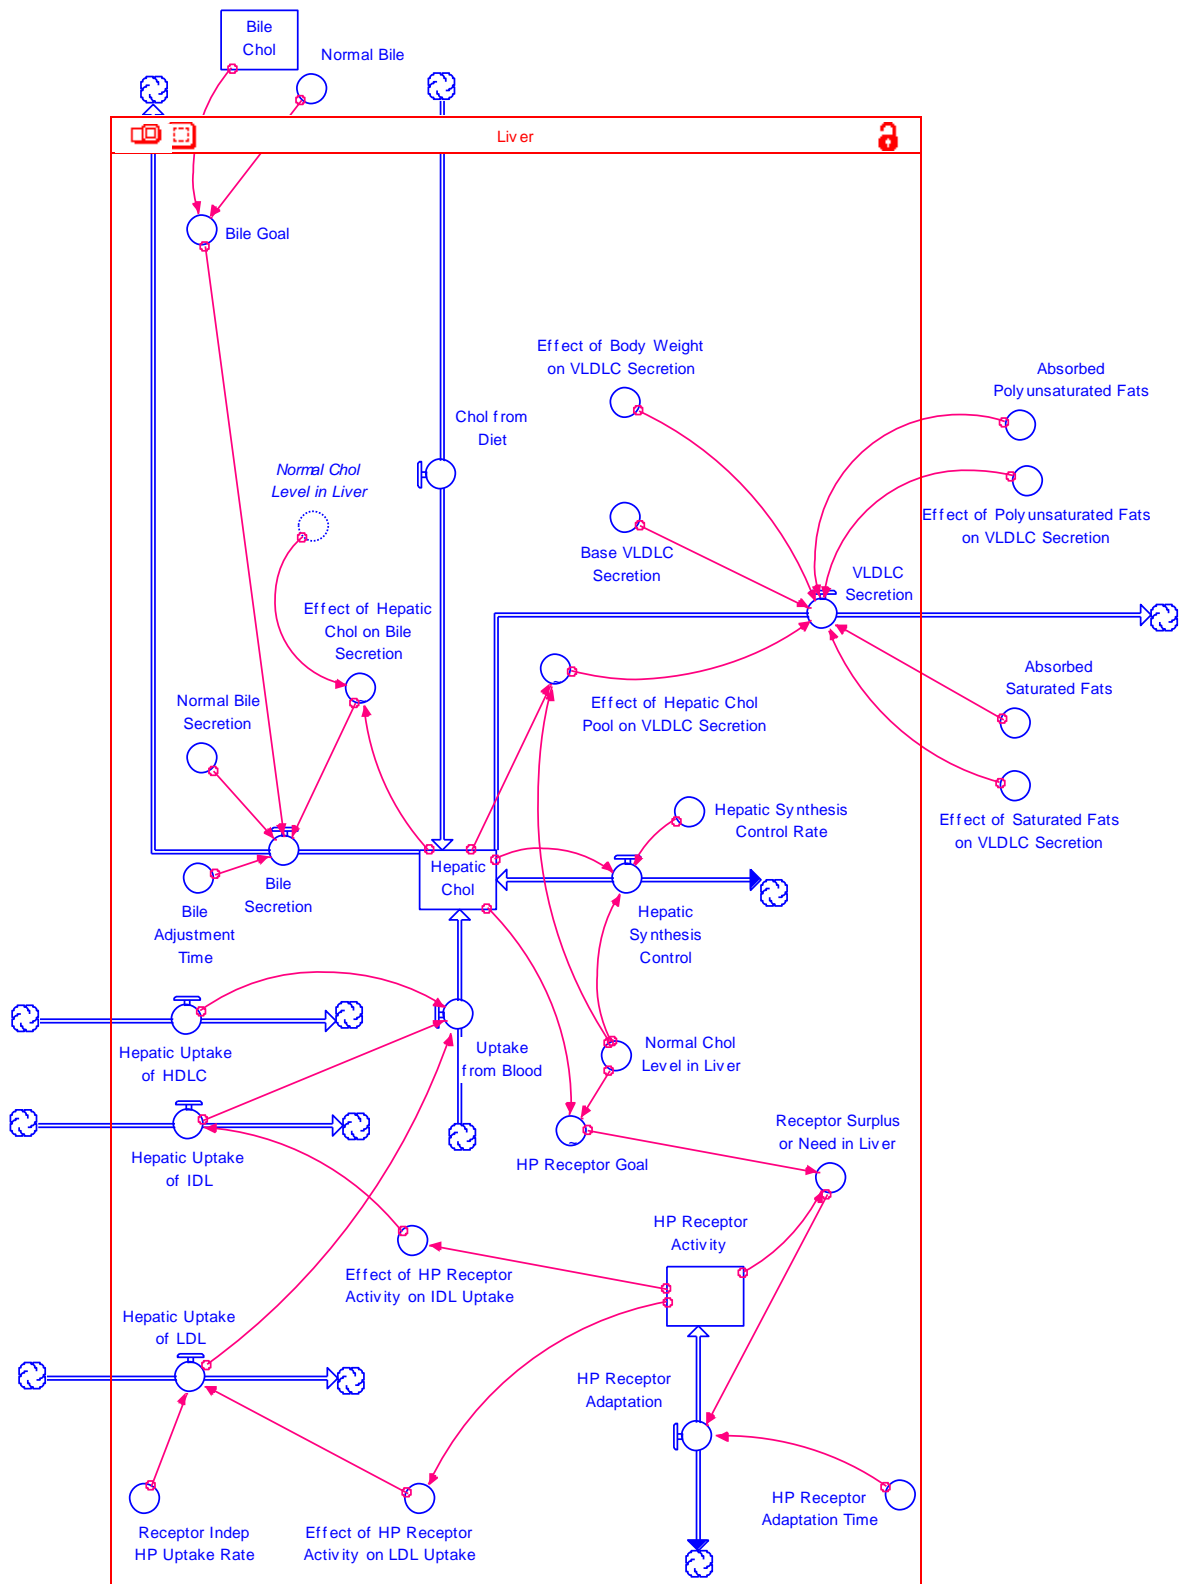 Bile
Chol
Normal Bile
Liver
Bile Goal
Effect of Body Weight
on VLDLC Secretion
Absorbed
Polyunsaturated Fats
Chol from
Diet
Normal Chol
Level in Liver
Effect of Polyunsaturated Fats
on VLDLC Secretion
Base VLDLC
Secretion
VLDLC
Secretion
Effect of Hepatic
Chol on Bile
Secretion
Absorbed
Saturated Fats
Normal Bile
Secretion
Effect of Hepatic Chol
Pool on VLDLC Secretion
Hepatic Synthesis
Control Rate
Effect of Saturated Fats
on VLDLC Secretion
Hepatic
Chol
Bile
Secretion
Bile
Adjustment
Time
Hepatic
Synthesis
Control
Hepatic Uptake
of HDLC
Uptake
from Blood
Normal Chol
Level in Liver
Receptor Surplus
or Need in Liver
Hepatic Uptake
of IDL
HP Receptor Goal
HP Receptor
Activity
Effect of HP Receptor
Activity on IDL Uptake
Hepatic Uptake
of LDL
HP Receptor
Adaptation
HP Receptor
Adaptation Time
Receptor Indep
HP Uptake Rate
Effect of HP Receptor
Activity on LDL Uptake